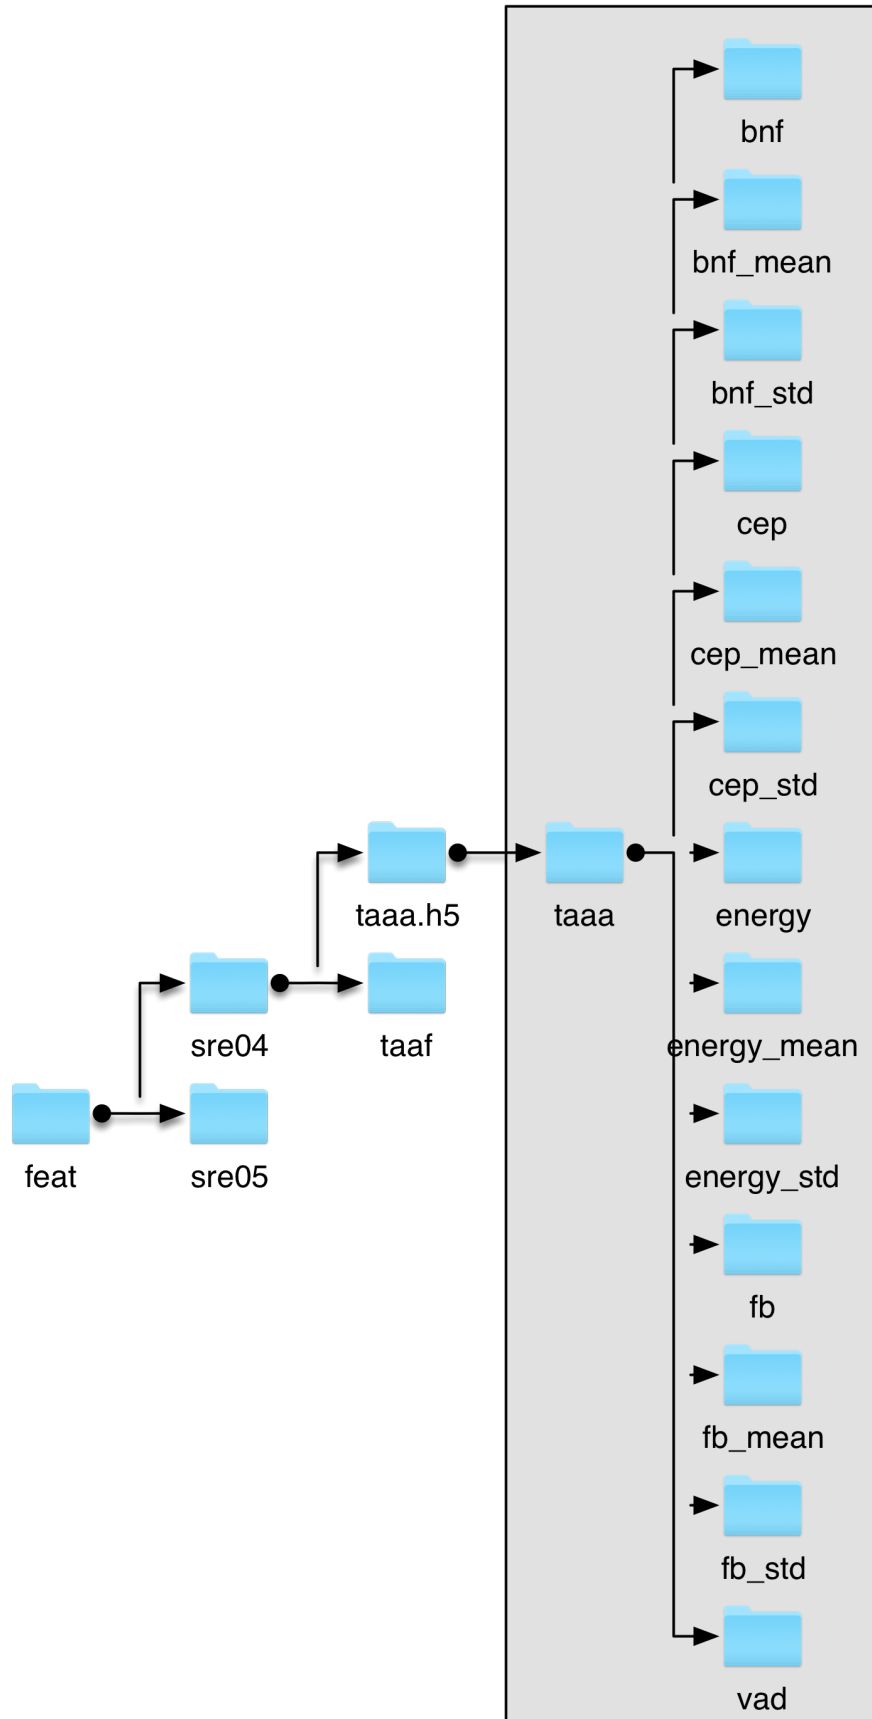 bnf
bnf_mean
bnf_std
cep
cep_mean
cep_std
taaa.h5
taaa
energy
sre04
taaf
energy_mean
feat
sre05
energy_std
fb
fb_mean
fb_std
vad